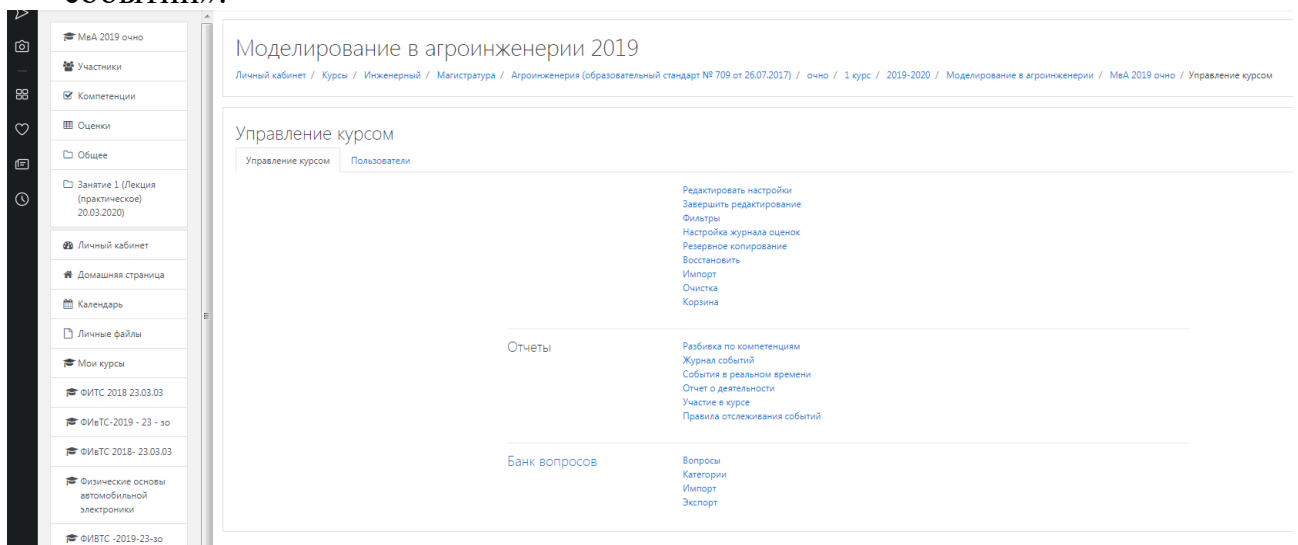 МвА 2019 очно
Участники
Компетенции
Оценки
Общее
Занятие 1 (Лекция
(практическое)
20.03.2020)
Личный кабинет
Домашняя страница
Календарь
Личные файлы
Мои курсы
ФИТС 2018 23.03.03
ФИвТС-2019 - 23 - зо
ФИвТС 2018- 23.03.03
Физические основы
автомобильной
электроники
ФИВТС -2019-23-зо
Моделирование в агроинженерии 2019
Личный кабинет / Курсы / Инженерный / Магистратура / Агроинженерия (образовательный стандарт № 709 от 26.07.2017) / очно / 1 курс / 2019-2020 / Моделирование в агроинженерии / МвА 2019 очно / Управление курсом
Управление курсом
Управление курсом Пользователи
Редактировать настройки
Завершить редактирование
Фильтры
Настройка журнала оценок
Резервное копирование
Восстановить
Импорт
Очистка
Корзина
Отчеты
Разбивка по компетенциям
Журнал событий
События в реальном времени
Отчет о деятельности
Участие в курсе
Правила отслеживания событий
Банк вопросов
Вопросы
Категории
Импорт
Экспорт